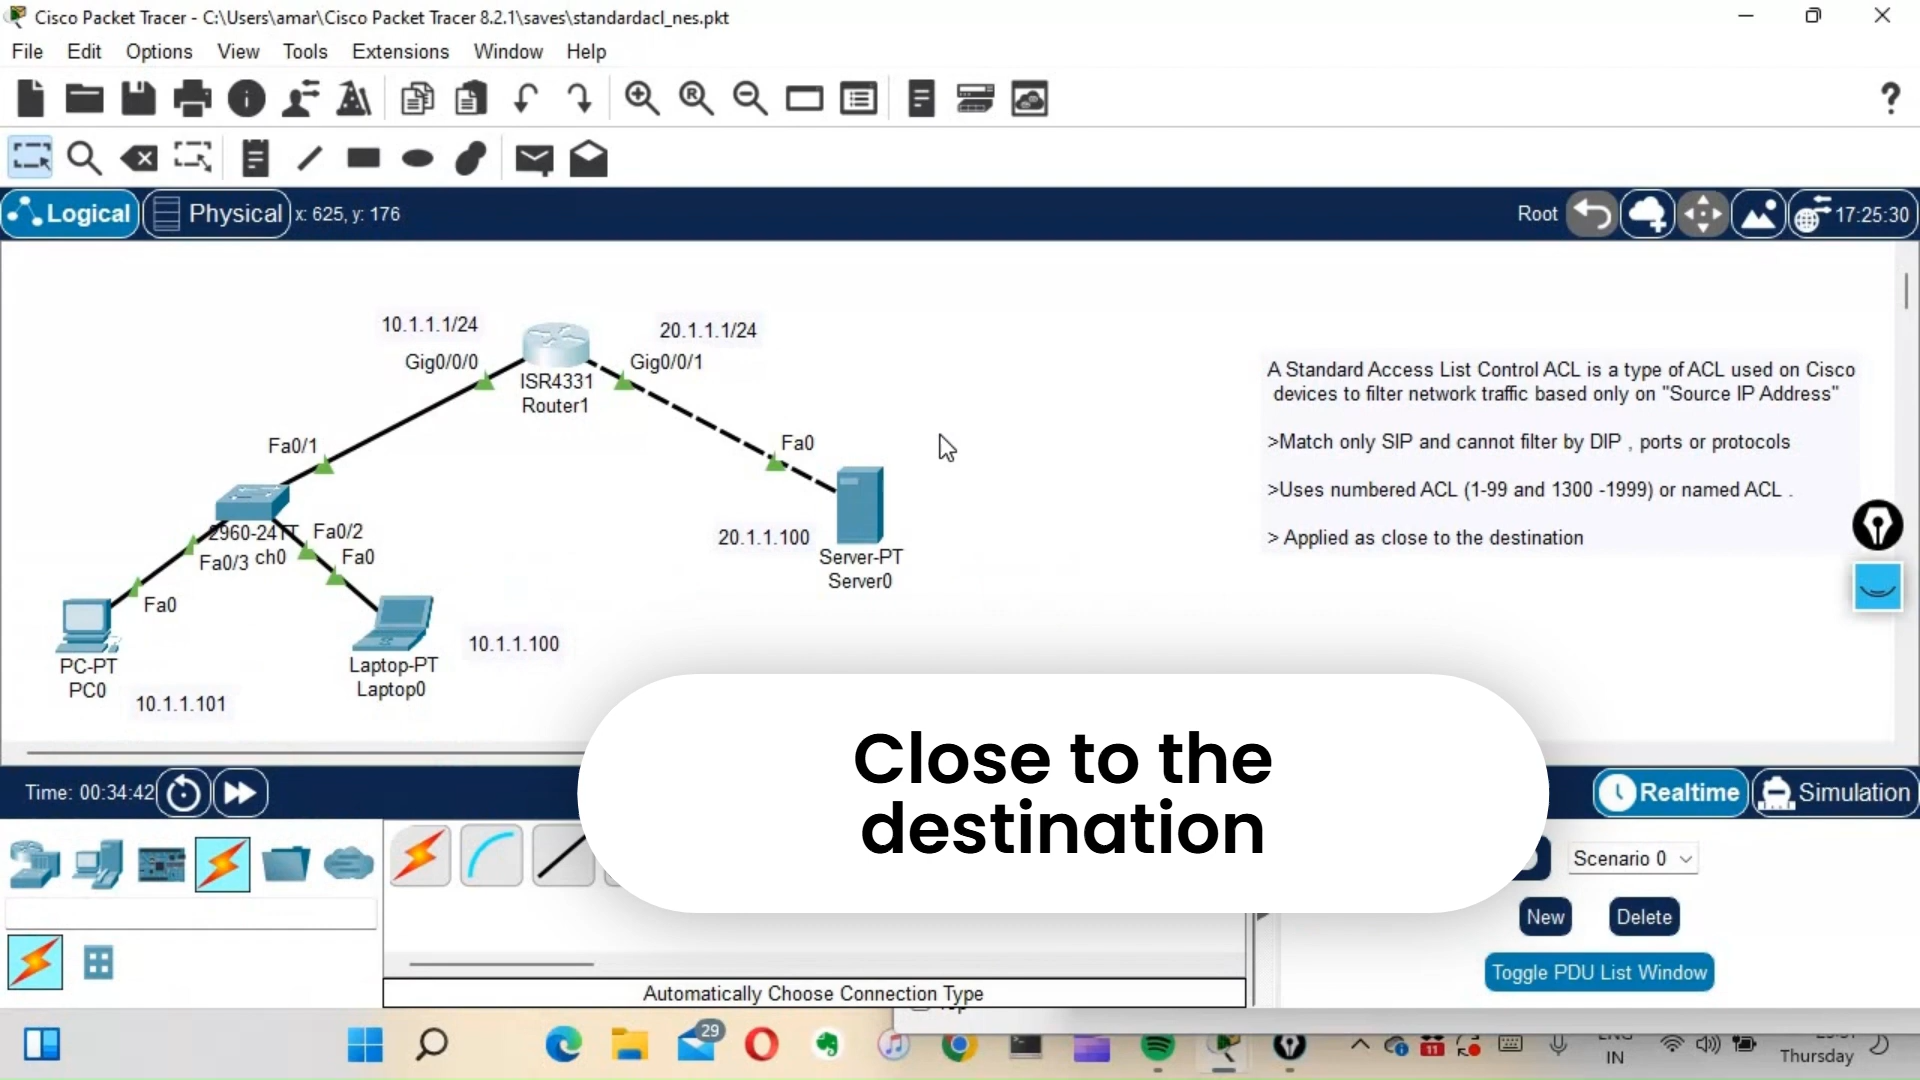 Cisco Packet Tracer - C:\Users\amar\Cisco Packet Tracer 8.2.1\saves\standardacl_nes.pkt
File Edit Options View Tools Extensions Window Help
Logical Physical x: 625, y: 176 Root 17:25:30
10.1.1.1/24 20.1.1.1/24
Gig0/0/0 Gig0/0/1
ISR4331
Router1
A Standard Access List Control ACL is a type of ACL used on Cisco
devices to filter network traffic based only on "Source IP Address"
>Match only SIP and cannot filter by DIP , ports or protocols
>Uses numbered ACL (1-99 and 1300 -1999) or named ACL .
> Applied as close to the destination
Fa0/1 Fa0
2960-24TT Fa0/2
Fa0/3 ch0 Fa0
20.1.1.100 Server-PT
Server0
Fa0
PC-PT
PC0
10.1.1.101
Laptop-PT
Laptop0
10.1.1.100
Close to the
destination
Time: 00:34:42 Realtime Simulation
Scenario 0
New Delete
Toggle PDU List Window
Automatically Choose Connection Type
29
11
IN
Thursday